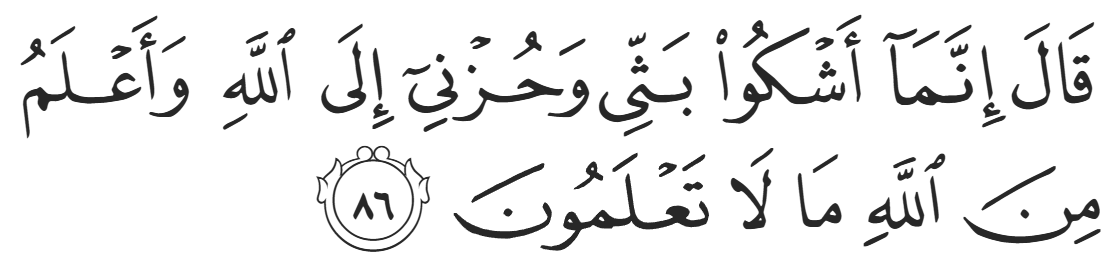 قَالَ إِنَّمَآ أَشۡكُواْ بَثِّي وَحُزۡنِيٓ إِلَى ٱللَّهِ وَأَعۡلَمُ
مِنَ ٱللَّهِ مَا لَا تَعۡلَمُونَ ٨٦